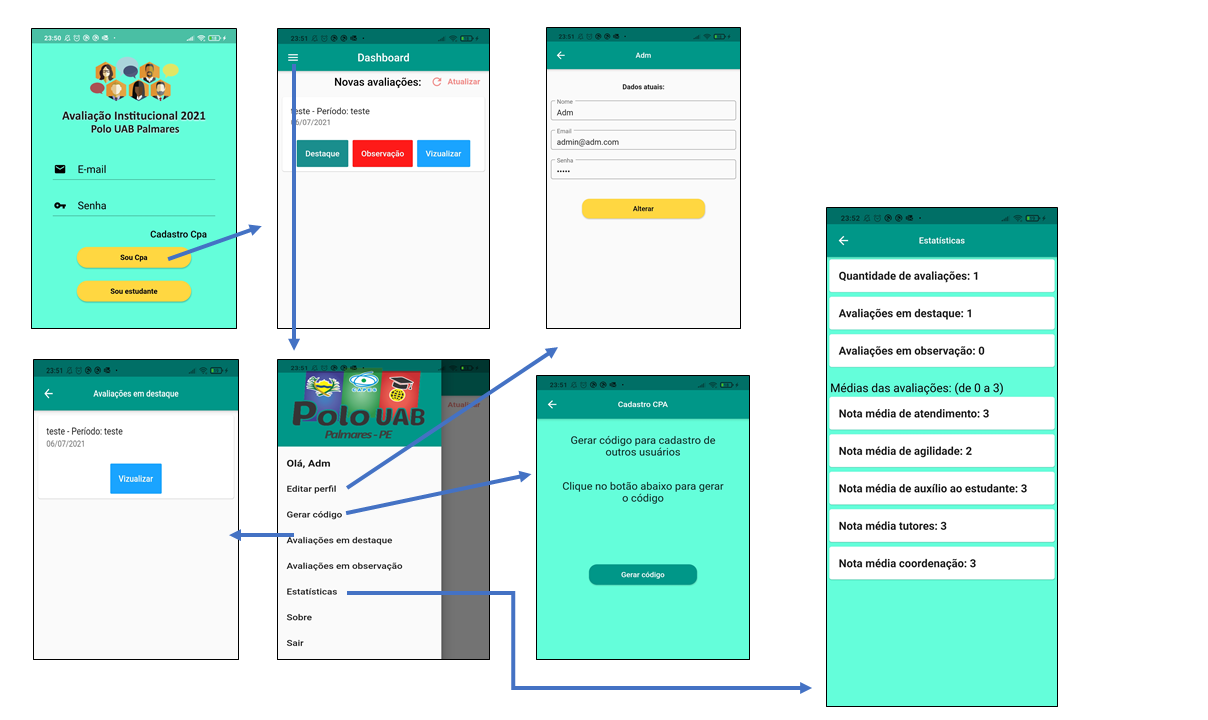 23:50
Avaliação Institucional 2021
Polo UAB Palmares
E-mail
Senha
Cadastro Cpa
Sou Cpa
Sou estudante
23:51
Dashboard
Novas avaliações:
Atualizar
teste - Período: teste
06/07/2021
Destaque
Observação
Vizualizar
23:51
Adm
Dados atuais:
Nome
Adm
Email
admin@adm.com
Senha
•••••
Alterar
23:51
Avaliações em destaque
teste - Período: teste
06/07/2021
Vizualizar
23:51
Atualizar
CAPES
Polo UAB
Palmares - PE
Olá, Adm
Editar perfil
Gerar código
Avaliações em destaque
Avaliações em observação
Estatísticas
Sobre
Sair
23:51
Cadastro CPA
Gerar código para cadastro de
outros usuários
Clique no botão abaixo para gerar
o código
Gerar código
23:52
Estatísticas
Quantidade de avaliações: 1
Avaliações em destaque: 1
Avaliações em observação: 0
Médias das avaliações: (de 0 a 3)
Nota média de atendimento: 3
Nota média de agilidade: 2
Nota média de auxílio ao estudante: 3
Nota média tutores: 3
Nota média coordenação: 3